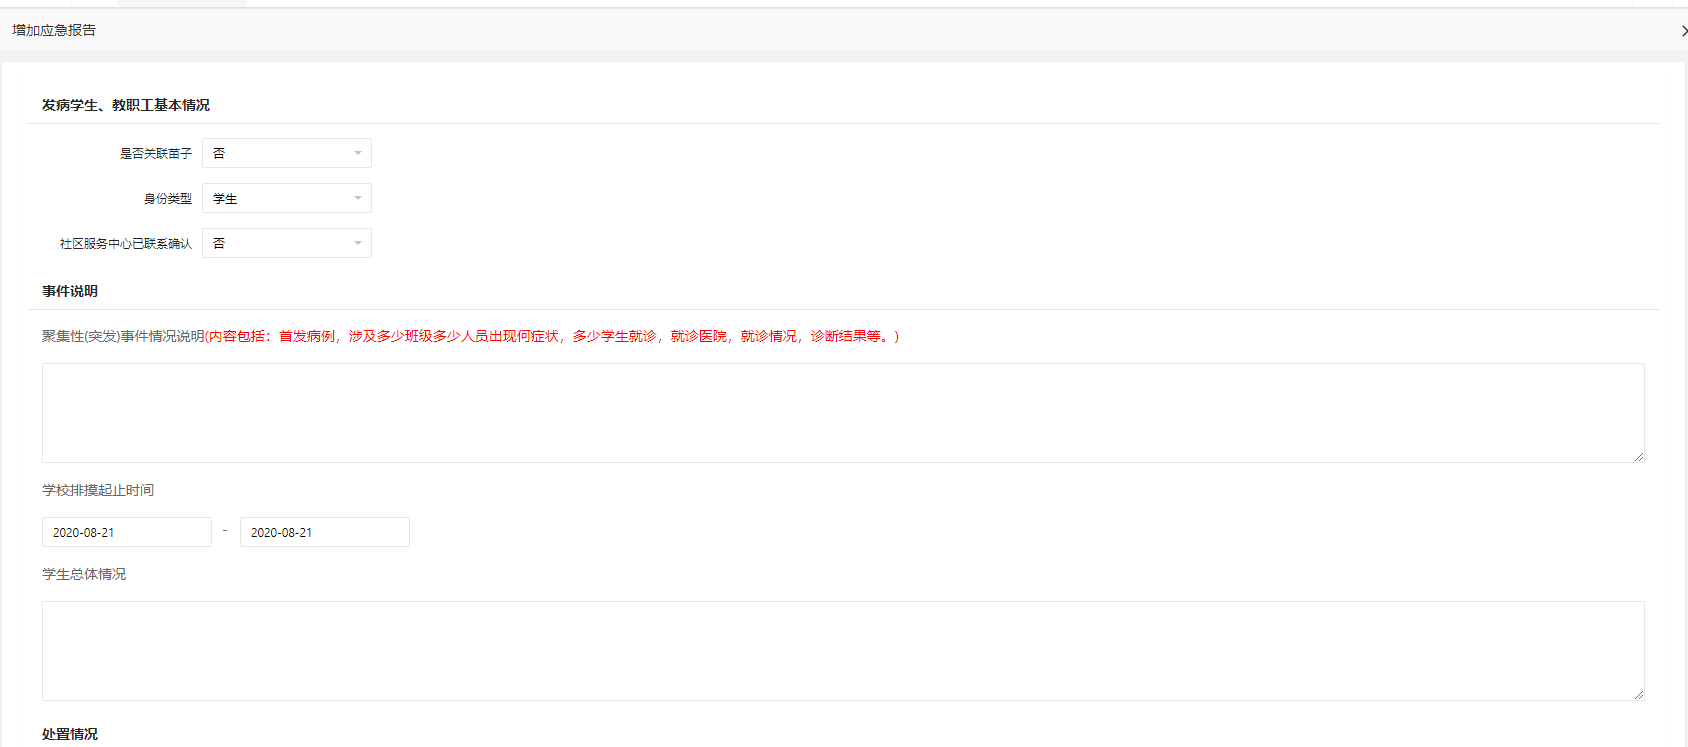 增加应急报告
发病学生、教职工基本情况
是否关联苗子 否
身份类型 学生
社区服务中心已联系确认 否
事件说明
聚集性(突发)事件情况说明(内容包括：首发病例，涉及多少班级多少人员出现何症状，多少学生就诊，就诊医院，就诊情况，诊断结果等。)
学校排摸起止时间
2020-08-21 - 2020-08-21
学生总体情况
处置情况